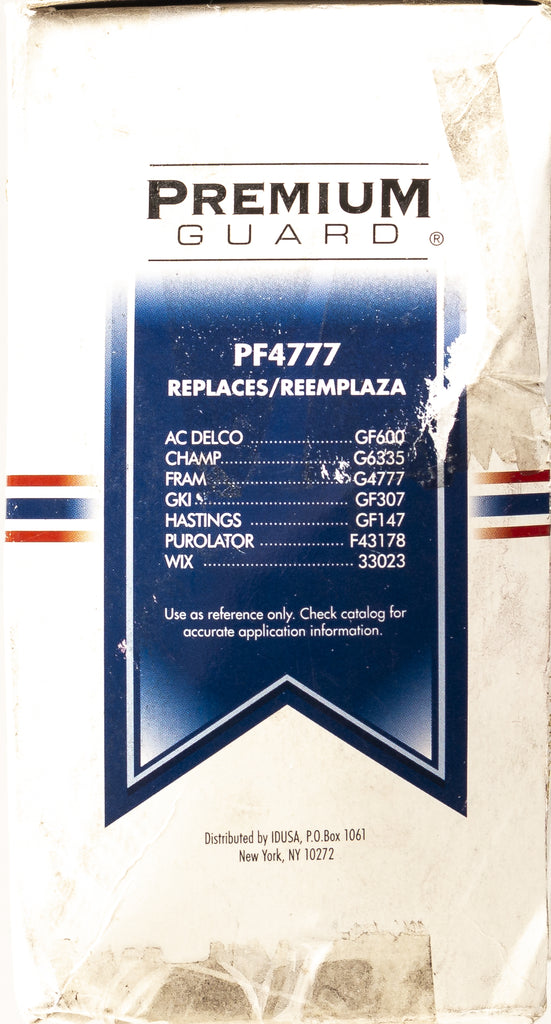 PREMIUM
GUARD ®
PF4777
REPLACES/REEMPLAZA
AC DELCO ........................ GF600
CHAMP. .............................. G6335
FRAM .................................. G4777
GKI ...................................... GF307
HASTINGS ........................ GF147
PUROLATOR .................... F43178
WIX .................................... 33023
Use as reference only. Check catalog for
accurate application information.
Distributed by IDUSA, P.O.Box 1061
New York, NY 10272